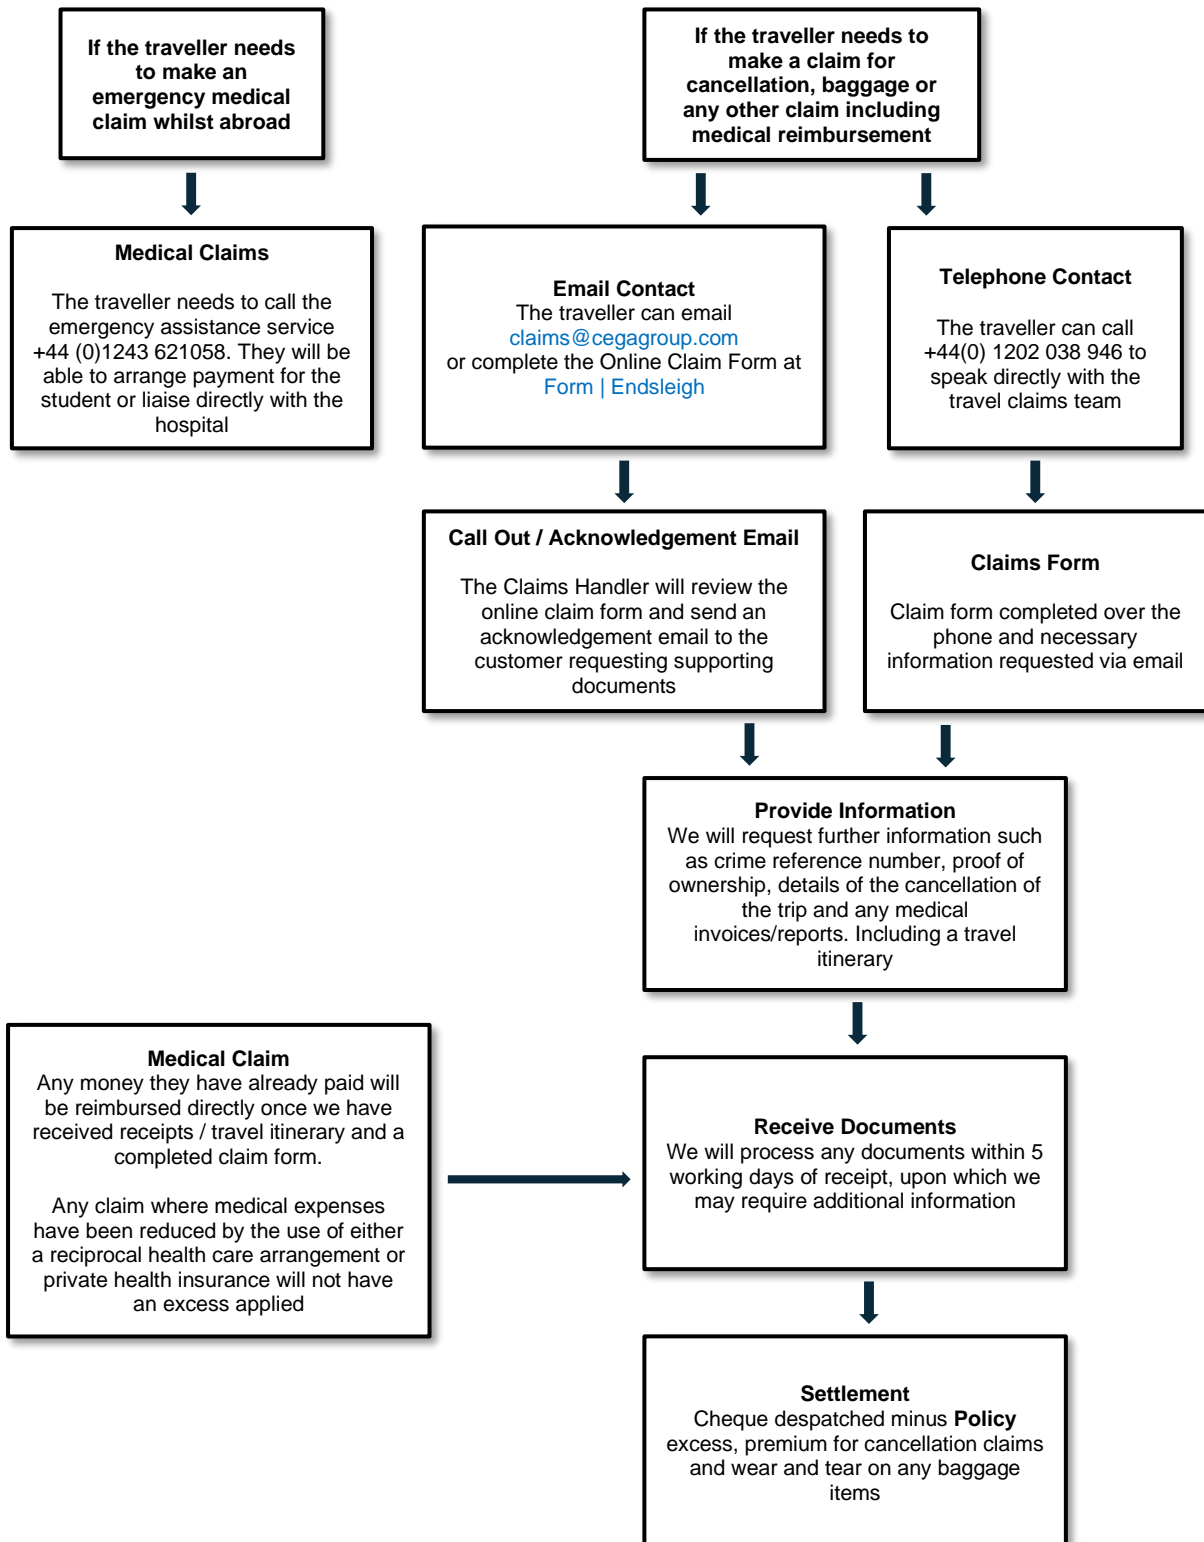 If the traveller needs
to make an
emergency medical
claim whilst abroad
If the traveller needs to
make a claim for
cancellation, baggage or
any other claim including
medical reimbursement
Medical Claims
The traveller needs to call the
emergency assistance service
+44 (0)1243 621058. They will be
able to arrange payment for the
student or liaise directly with the
hospital
Email Contact
The traveller can email
claims@cegagroup.com
or complete the Online Claim Form at
Form | Endsleigh
Telephone Contact
The traveller can call
+44(0) 1202 038 946 to
speak directly with the
travel claims team
Call Out / Acknowledgement Email
The Claims Handler will review the
online claim form and send an
acknowledgement email to the
customer requesting supporting
documents
Claims Form
Claim form completed over the
phone and necessary
information requested via email
Provide Information
We will request further information such
as crime reference number, proof of
ownership, details of the cancellation of
the trip and any medical
invoices/reports. Including a travel
itinerary
Medical Claim
Any money they have already paid will
be reimbursed directly once we have
received receipts / travel itinerary and a
completed claim form.
Any claim where medical expenses
have been reduced by the use of either
a reciprocal health care arrangement or
private health insurance will not have
an excess applied
Receive Documents
We will process any documents within 5
working days of receipt, upon which we
may require additional information
Settlement
Cheque despatched minus Policy
excess, premium for cancellation claims
and wear and tear on any baggage
items